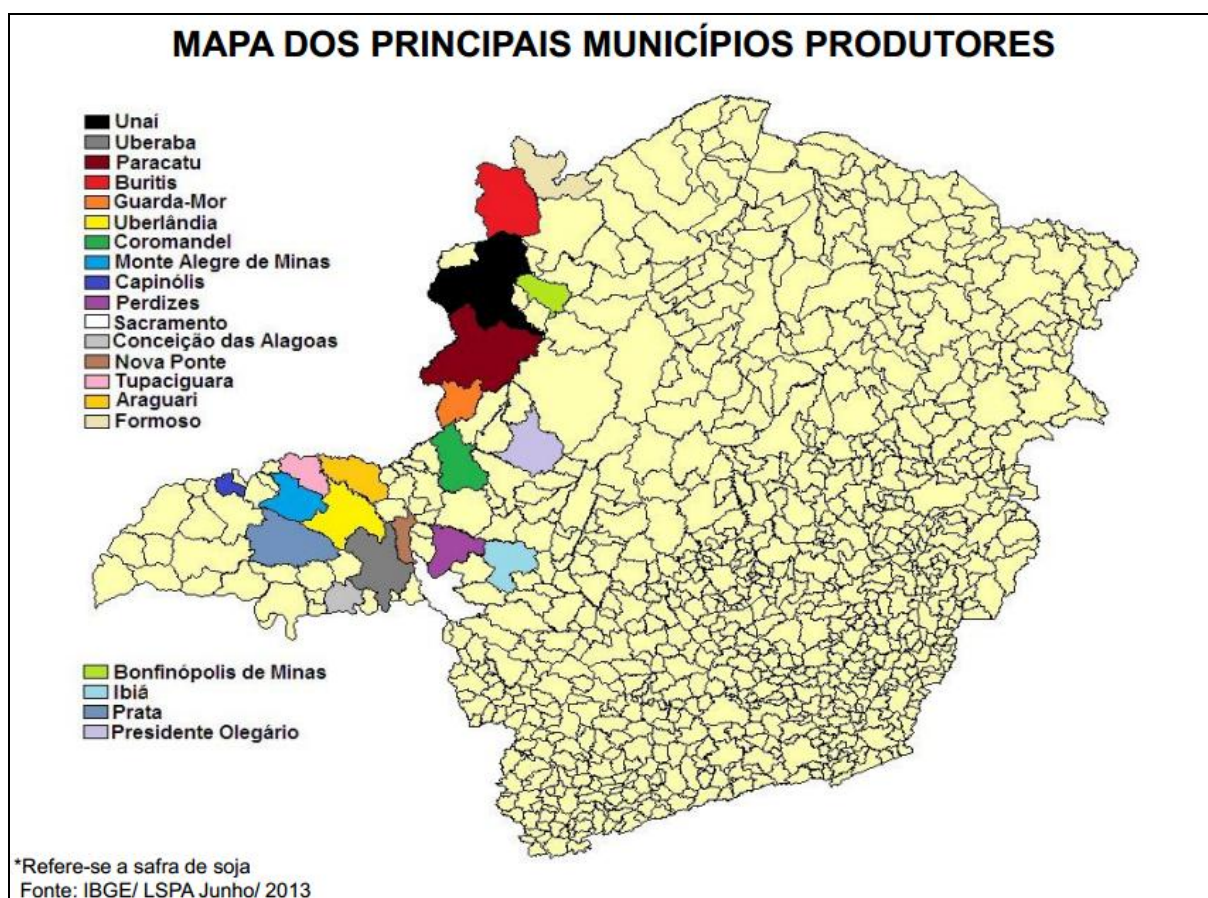 MAPA DOS PRINCIPAIS MUNICÍPIOS PRODUTORES
Unaí
Uberaba
Paracatu
Buritis
Guarda-Mor
Uberlândia
Coromandel
Monte Alegre de Minas
Capinólis
Perdizes
Sacramento
Conceição das Alagoas
Nova Ponte
Tupaciguara
Araguari
Formoso
Bonfinópolis de Minas
Ibiá
Prata
Presidente Olegário
*Refere-se a safra de soja
Fonte: IBGE/ LSPA Junho/ 2013